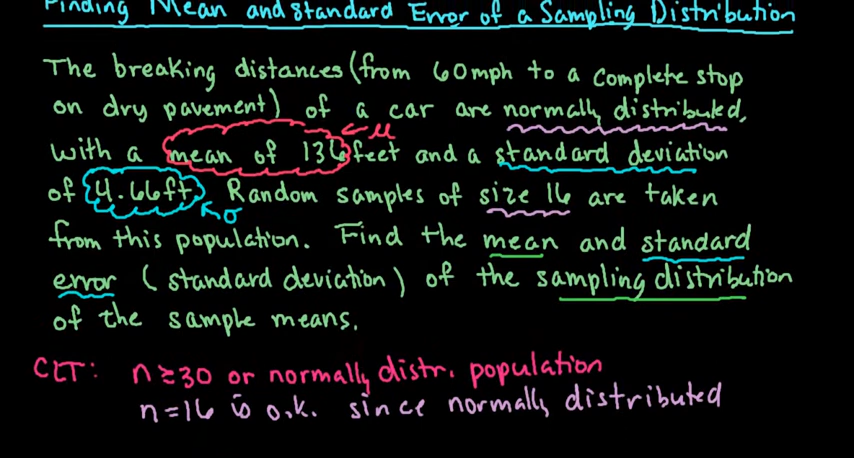 Finding Mean and Standard Error of a Sampling Distribution
The breaking distances (from 60mph to a complete stop
on dry pavement) of a car are normally distributed,
with a mean of 136 feet and a standard deviation
of 4.66ft. Random samples of size 16 are taken
from this population. Find the mean and standard
error (standard deviation) of the sampling distribution
of the sample means.
μ
σ
CLT: n≥30 or normally distr. population
n=16 is o.k. since normally distributed